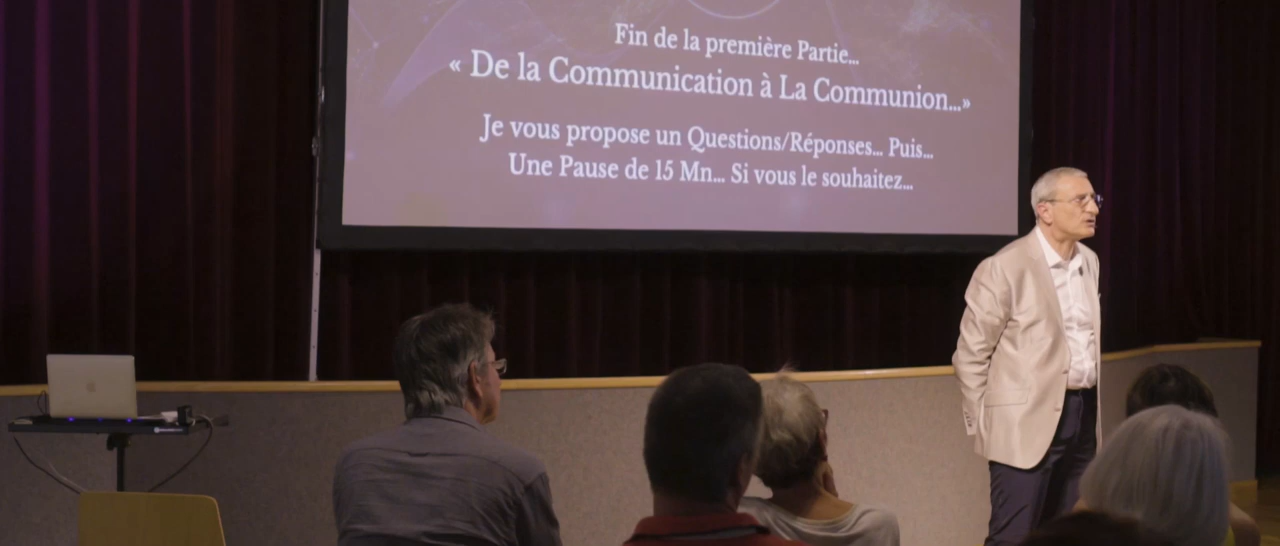 Fin de la première Partie...
« De la Communication à La Communion...»
Je vous propose un Questions/Réponses... Puis...
Une Pause de 15 Mn... Si vous le souhaitez...